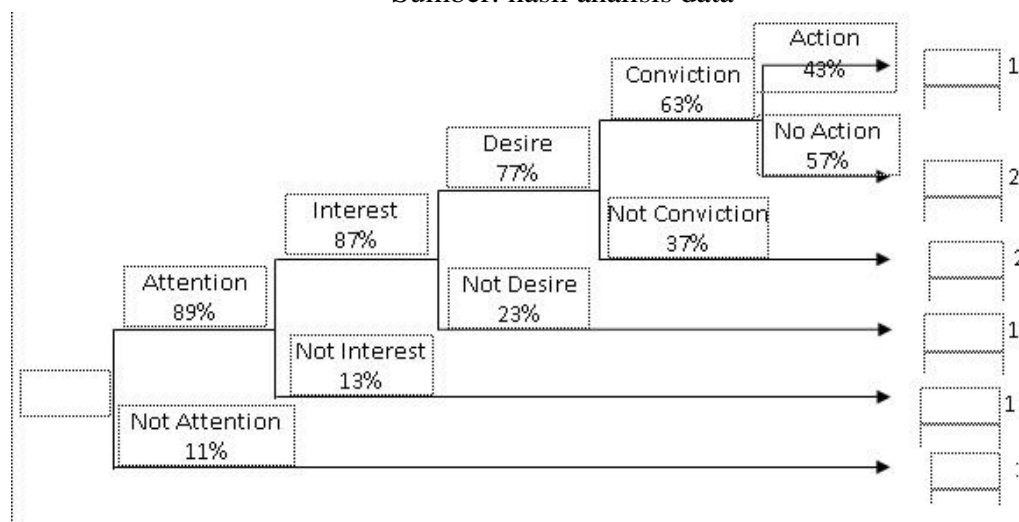 Sumber: hasil analisis data
Action
43%
1
Conviction
63%
No Action
57%
2
Desire
77%
Interest
87%
Not Conviction
37%
2
Attention
89%
Not Desire
23%
1
Not Interest
13%
1
Not Attention
11%